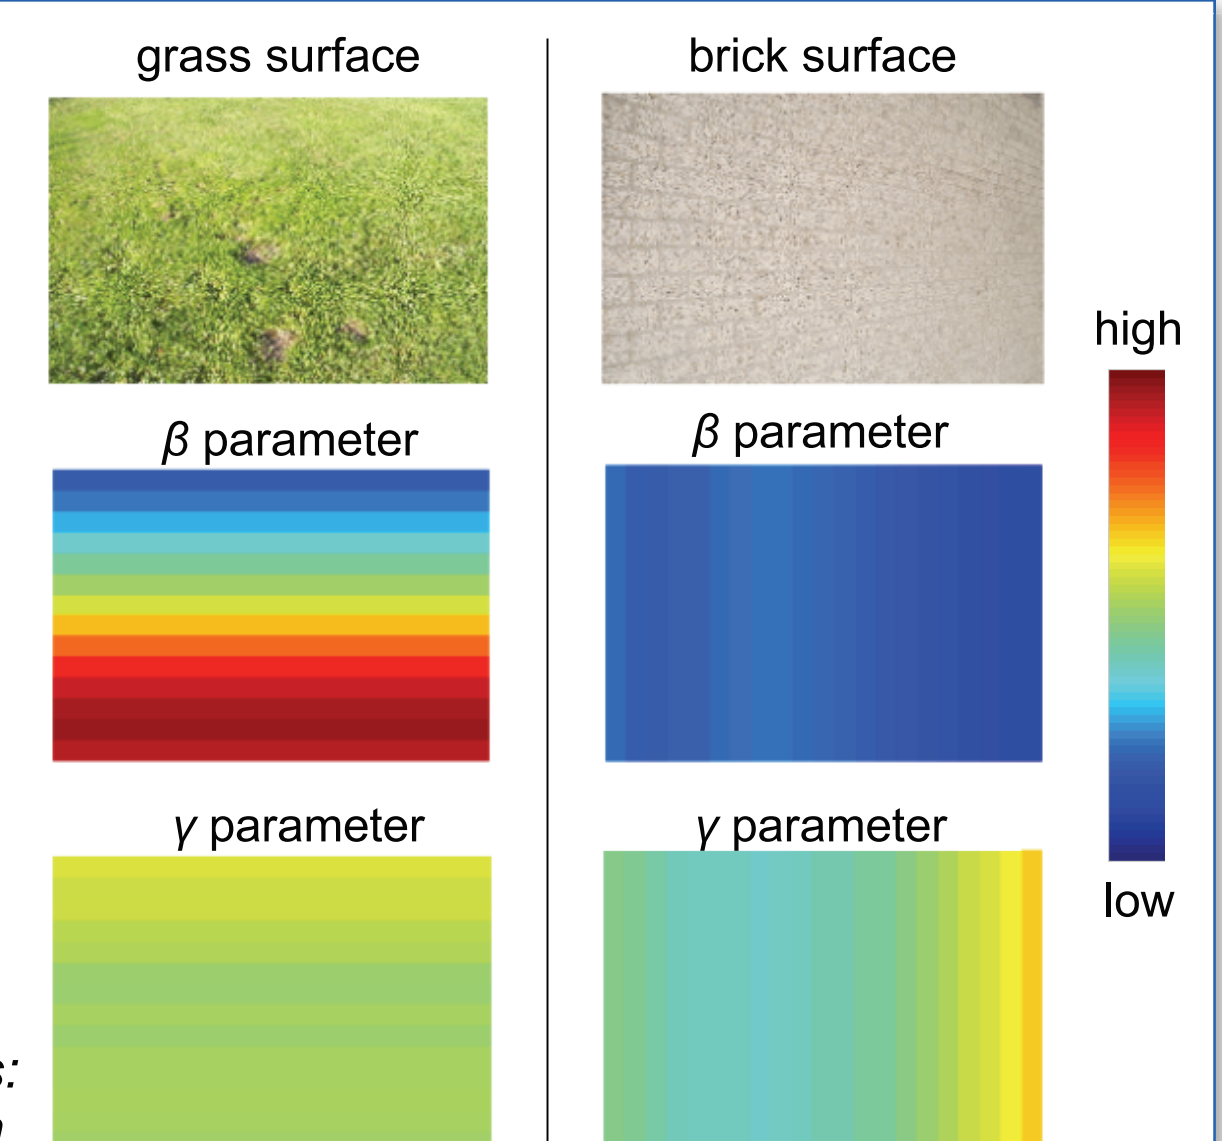 grass surface
brick surface
β parameter
β parameter
high
γ parameter
γ parameter
low
s: